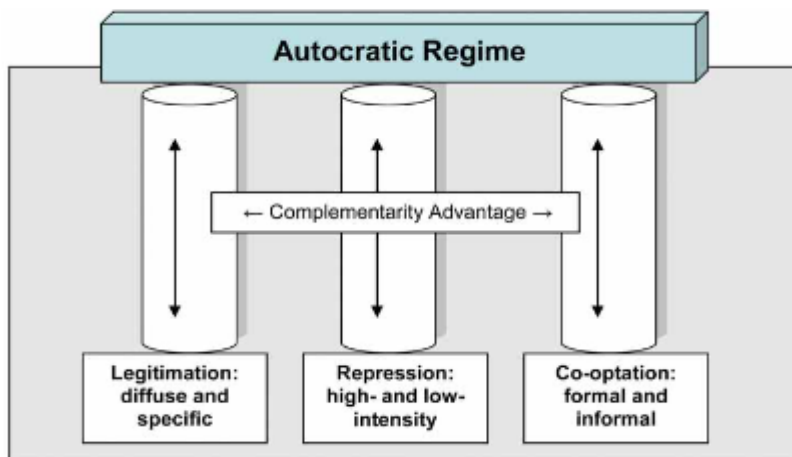 Autocratic Regime
← Complementarity Advantage →
Legitimation:
diffuse and
specific
Repression:
high- and low-
intensity
Co-optation:
formal and
informal